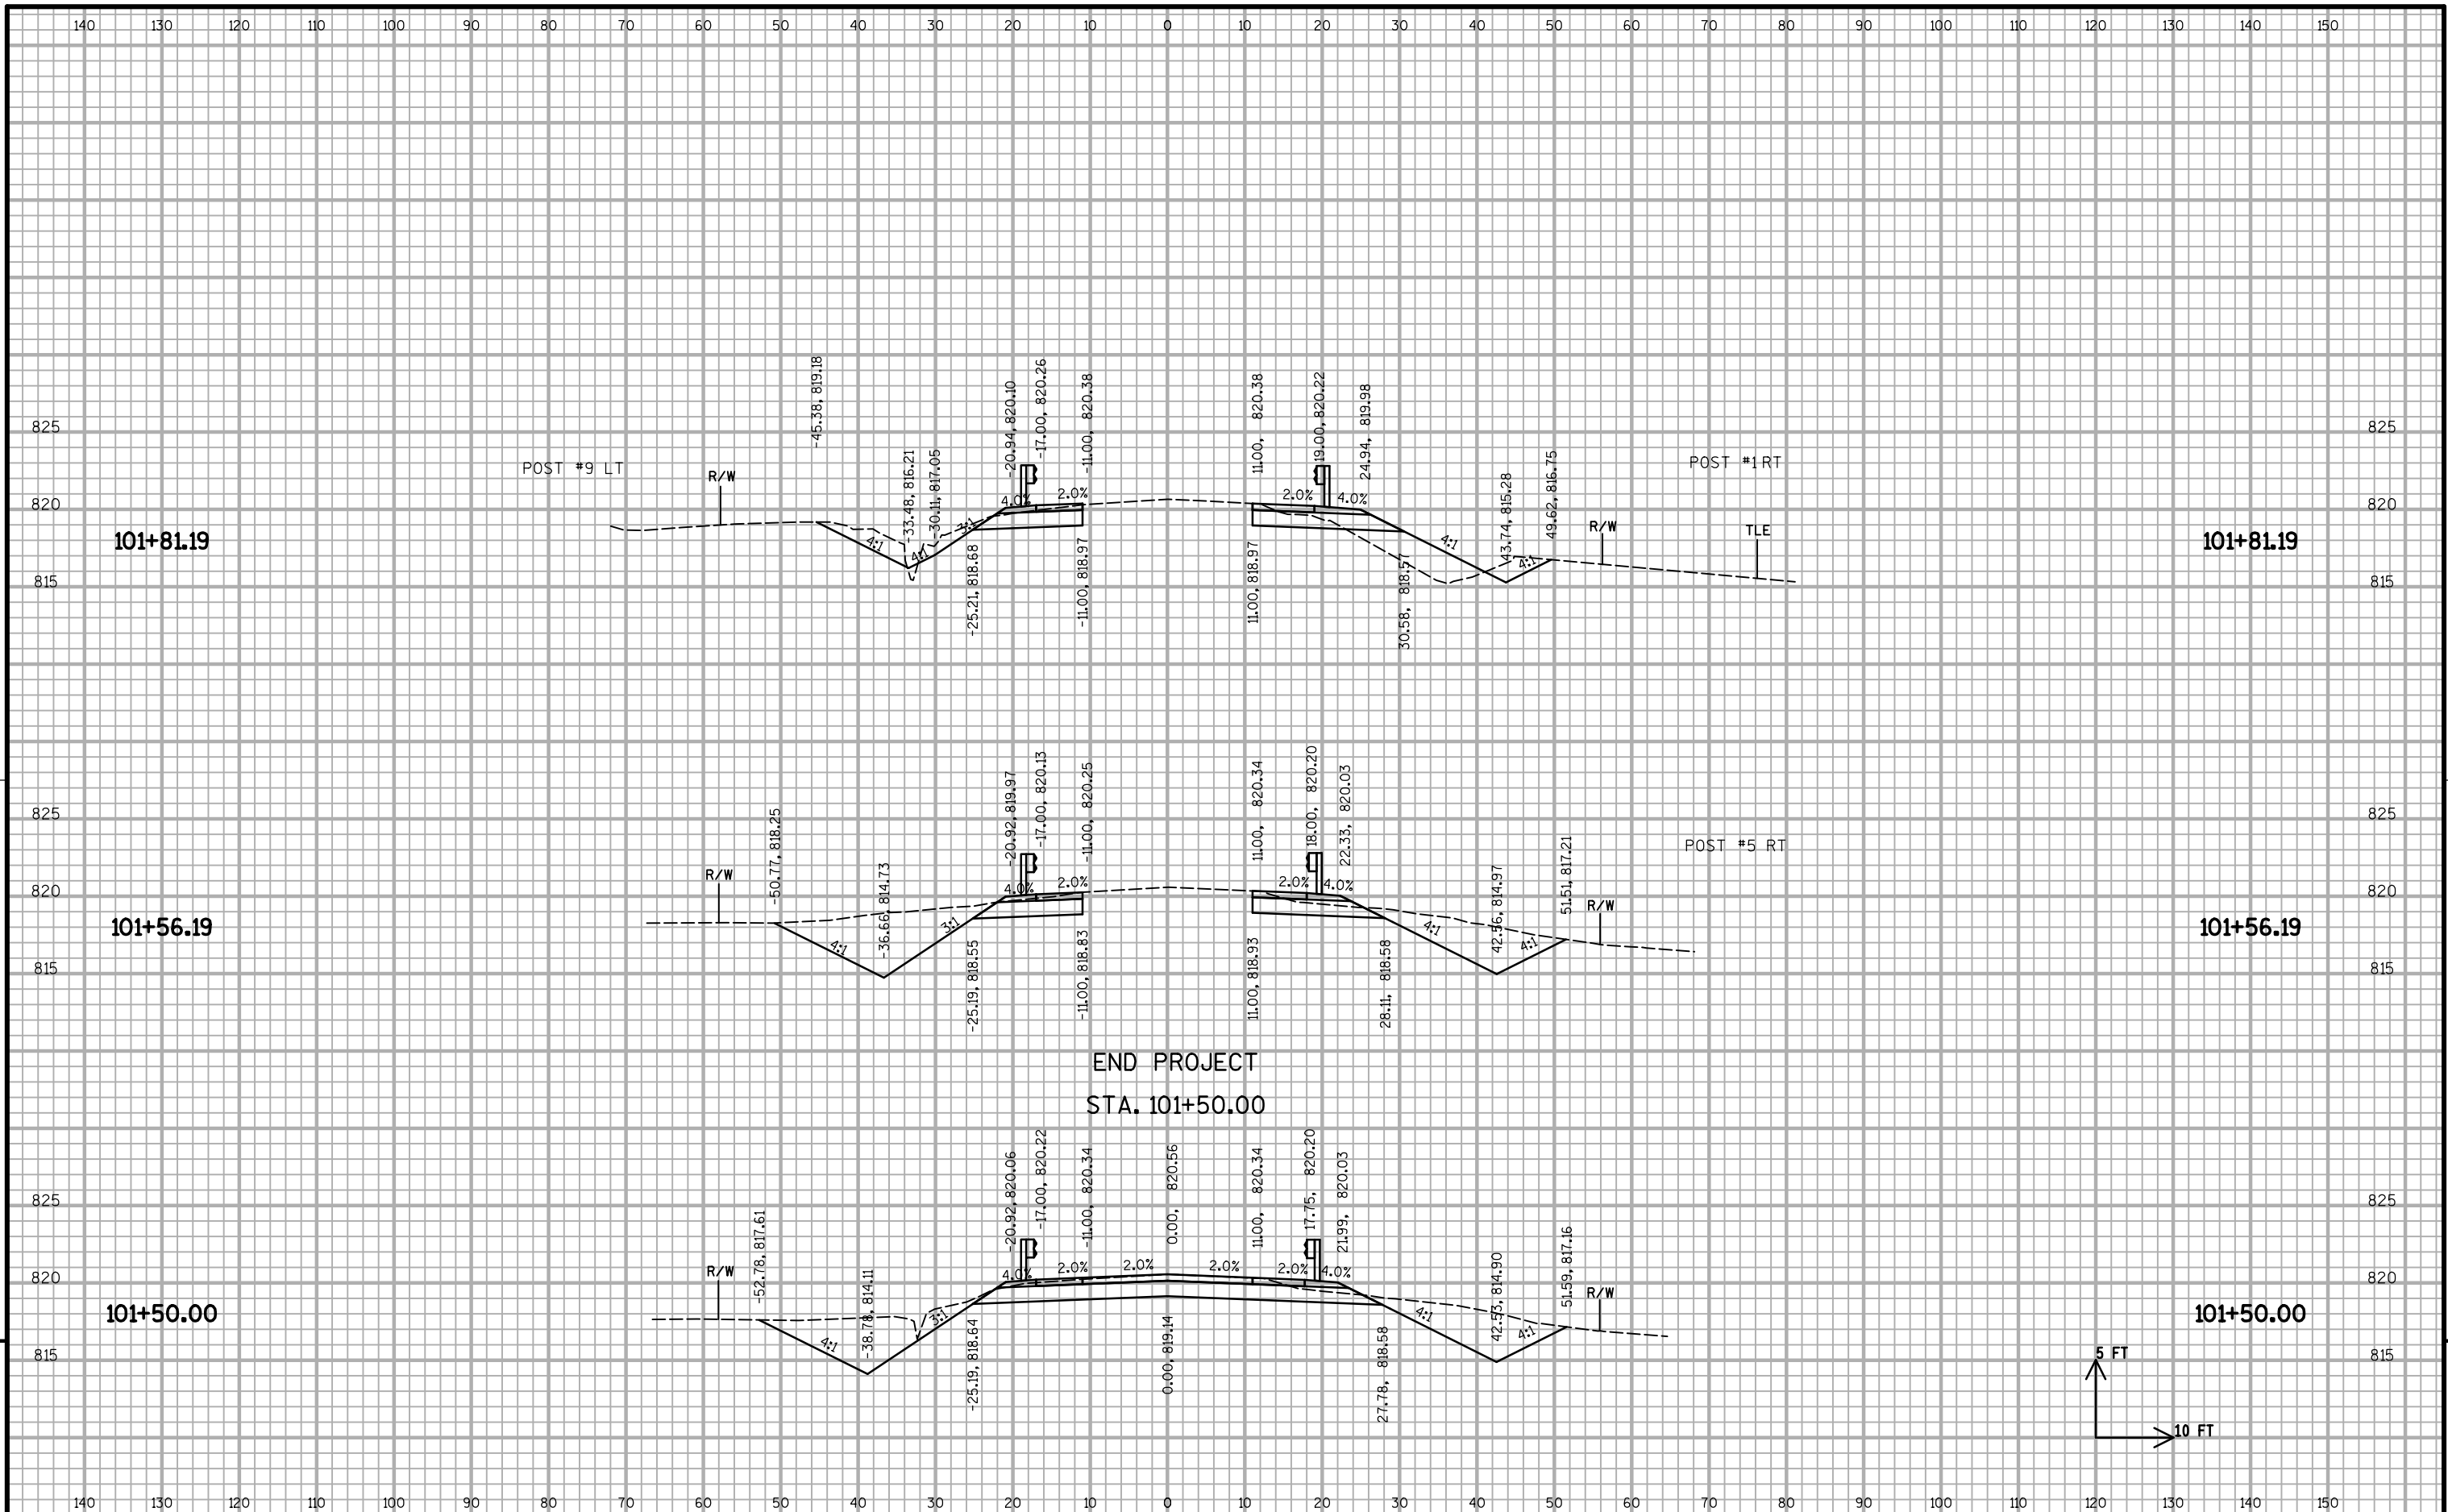 140 130 120 110 100 90 80 70 60 50 40 30 20 10 0 10 20 30 40 50 60 70 80 90 100 110 120 130 140 150
-45.38, 819.18
-33.48, 816.21
-30.11, 817.05
-20.94, 820.10
-17.00, 820.26
-11.00, 820.38
11.00, 820.38
19.00, 820.22
24.94, 819.98
43.74, 815.28
49.62, 816.75
825 825
POST #9 LT
R/W
POST #1 RT
820 820
4.0% 2.0% 2.0% 4.0%
R/W
TLE
101+81.19 101+81.19
4:1 4:1 3:1 4:1 4:1
815 815
-25.21, 818.68
-11.00, 818.97
11.00, 818.97
30.58, 818.57
-50.77, 818.25
-36.66, 814.73
-20.92, 819.97
-17.00, 820.13
-11.00, 820.25
11.00, 820.34
18.00, 820.20
22.33, 820.03
42.56, 814.97
51.51, 817.21
825 825
POST #5 RT
R/W
820 820
4.0% 2.0% 2.0% 4.0%
R/W
101+56.19 101+56.19
4:1 3:1 4:1 4:1
815 815
-25.19, 818.55
-11.00, 818.83
11.00, 818.93
28.11, 818.58
END PROJECT
STA. 101+50.00
-52.78, 817.61
-38.78, 814.11
-20.92, 820.06
-17.00, 820.22
-11.00, 820.34
0.00, 820.56
11.00, 820.34
17.75, 820.20
21.99, 820.03
42.53, 814.90
51.59, 817.16
825 825
R/W
820 820
4.0% 2.0% 2.0% 2.0% 2.0% 4.0%
R/W
101+50.00 101+50.00
4:1 3:1 4:1 4:1
815 815
-25.19, 818.64
0.00, 819.14
27.78, 818.58
5 FT
10 FT
140 130 120 110 100 90 80 70 60 50 40 30 20 10 0 10 20 30 40 50 60 70 80 90 100 110 120 130 140 150